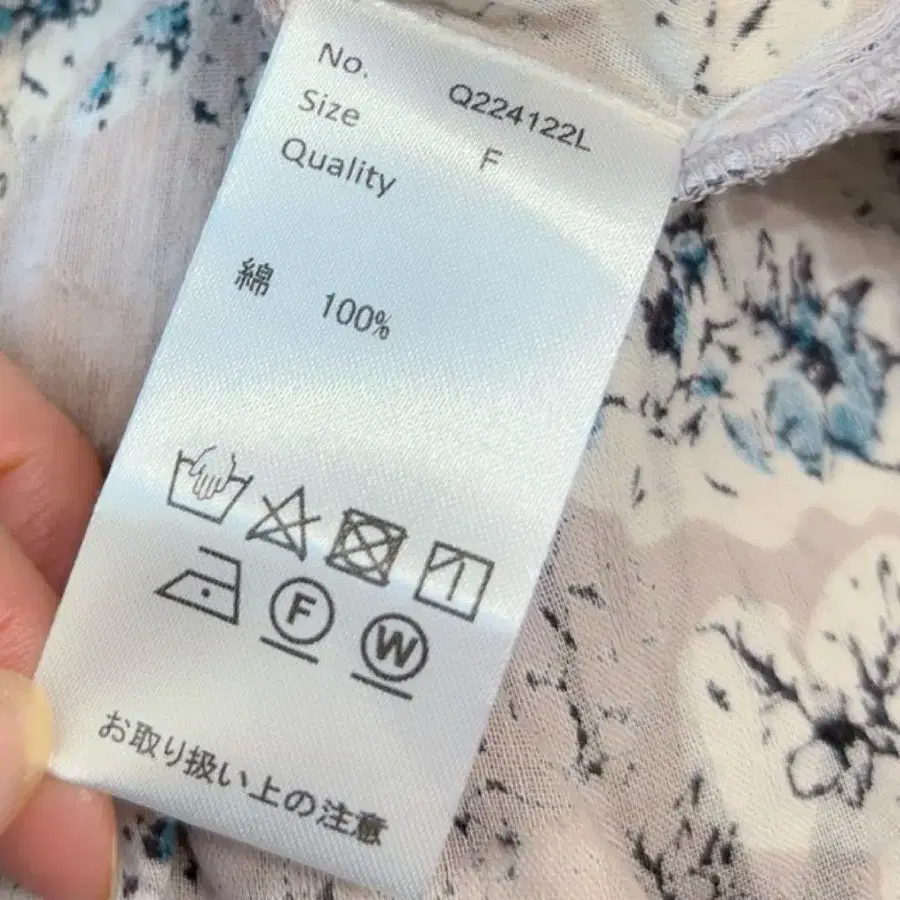 No. Q224122L
Size F
Quality
綿 100%
F W
お取り扱い上の注意